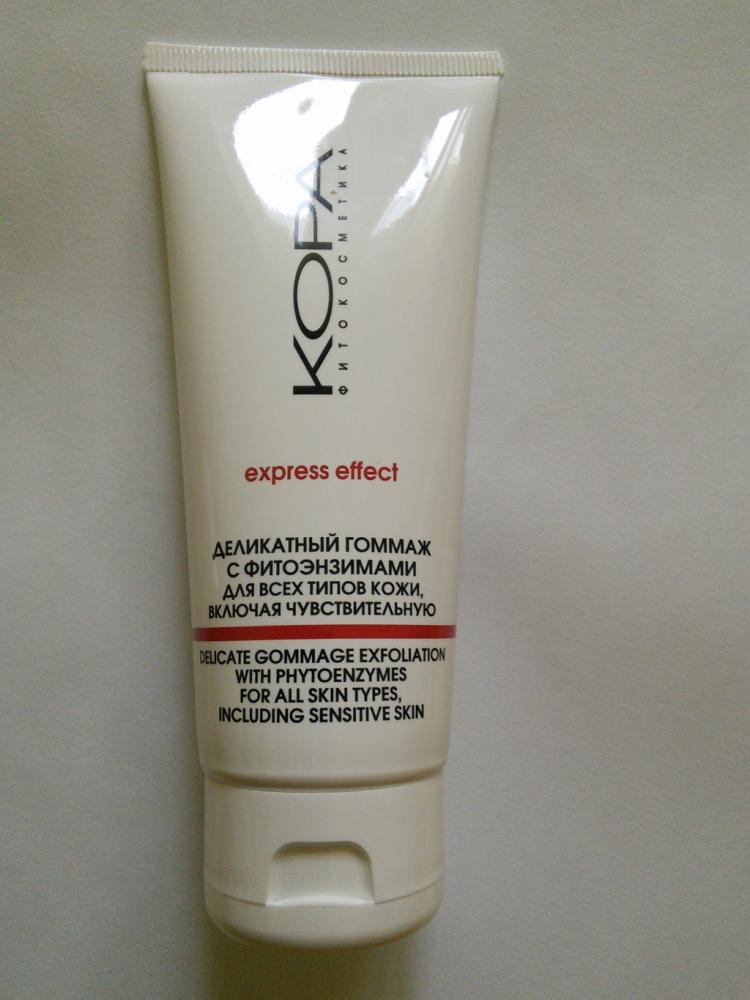 КОРА
ФИТОКОСМЕТИКА
express effect
ДЕЛИКАТНЫЙ ГОММАЖ
С ФИТОЭНЗИМАМИ
ДЛЯ ВСЕХ ТИПОВ КОЖИ,
ВКЛЮЧАЯ ЧУВСТВИТЕЛЬНУЮ
DELICATE GOMMAGE EXFOLIATION
WITH PHYTOENZYMES
FOR ALL SKIN TYPES,
INCLUDING SENSITIVE SKIN